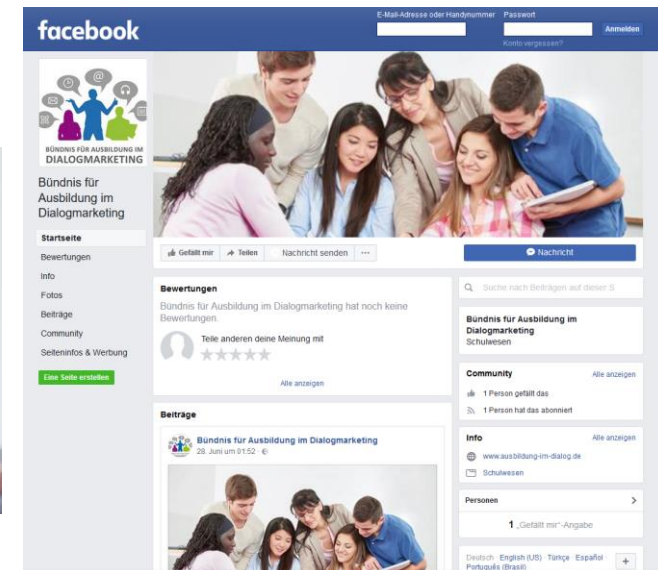 facebook
E-Mail-Adresse oder Handynummer
Passwort
Anmelden
Konto vergessen?
BÜNDNIS FÜR AUSBILDUNG IM
DIALOGMARKETING
Bündnis für
Ausbildung im
Dialogmarketing
Startseite
Bewertungen
Info
Fotos
Beiträge
Community
Seiteninfos & Werbung
Eine Seite erstellen
Gefällt mir
Teilen
Nachricht senden
Nachricht
Bewertungen
Bündnis für Ausbildung im Dialogmarketing hat noch keine
Bewertungen.
Teile anderen deine Meinung mit
Alle anzeigen
Beiträge
Bündnis für Ausbildung im Dialogmarketing
28. Juni um 01:52 ·
Suche nach Beiträgen auf dieser S
Bündnis für Ausbildung im
Dialogmarketing
Schulwesen
Community
Alle anzeigen
1 Person gefällt das
1 Person hat das abonniert
Info
Alle anzeigen
www.ausbildung-im-dialog.de
Schulwesen
Personen
1 „Gefällt mir“-Angabe
Deutsch · English (US) · Türkçe · Español ·
Português (Brasil)